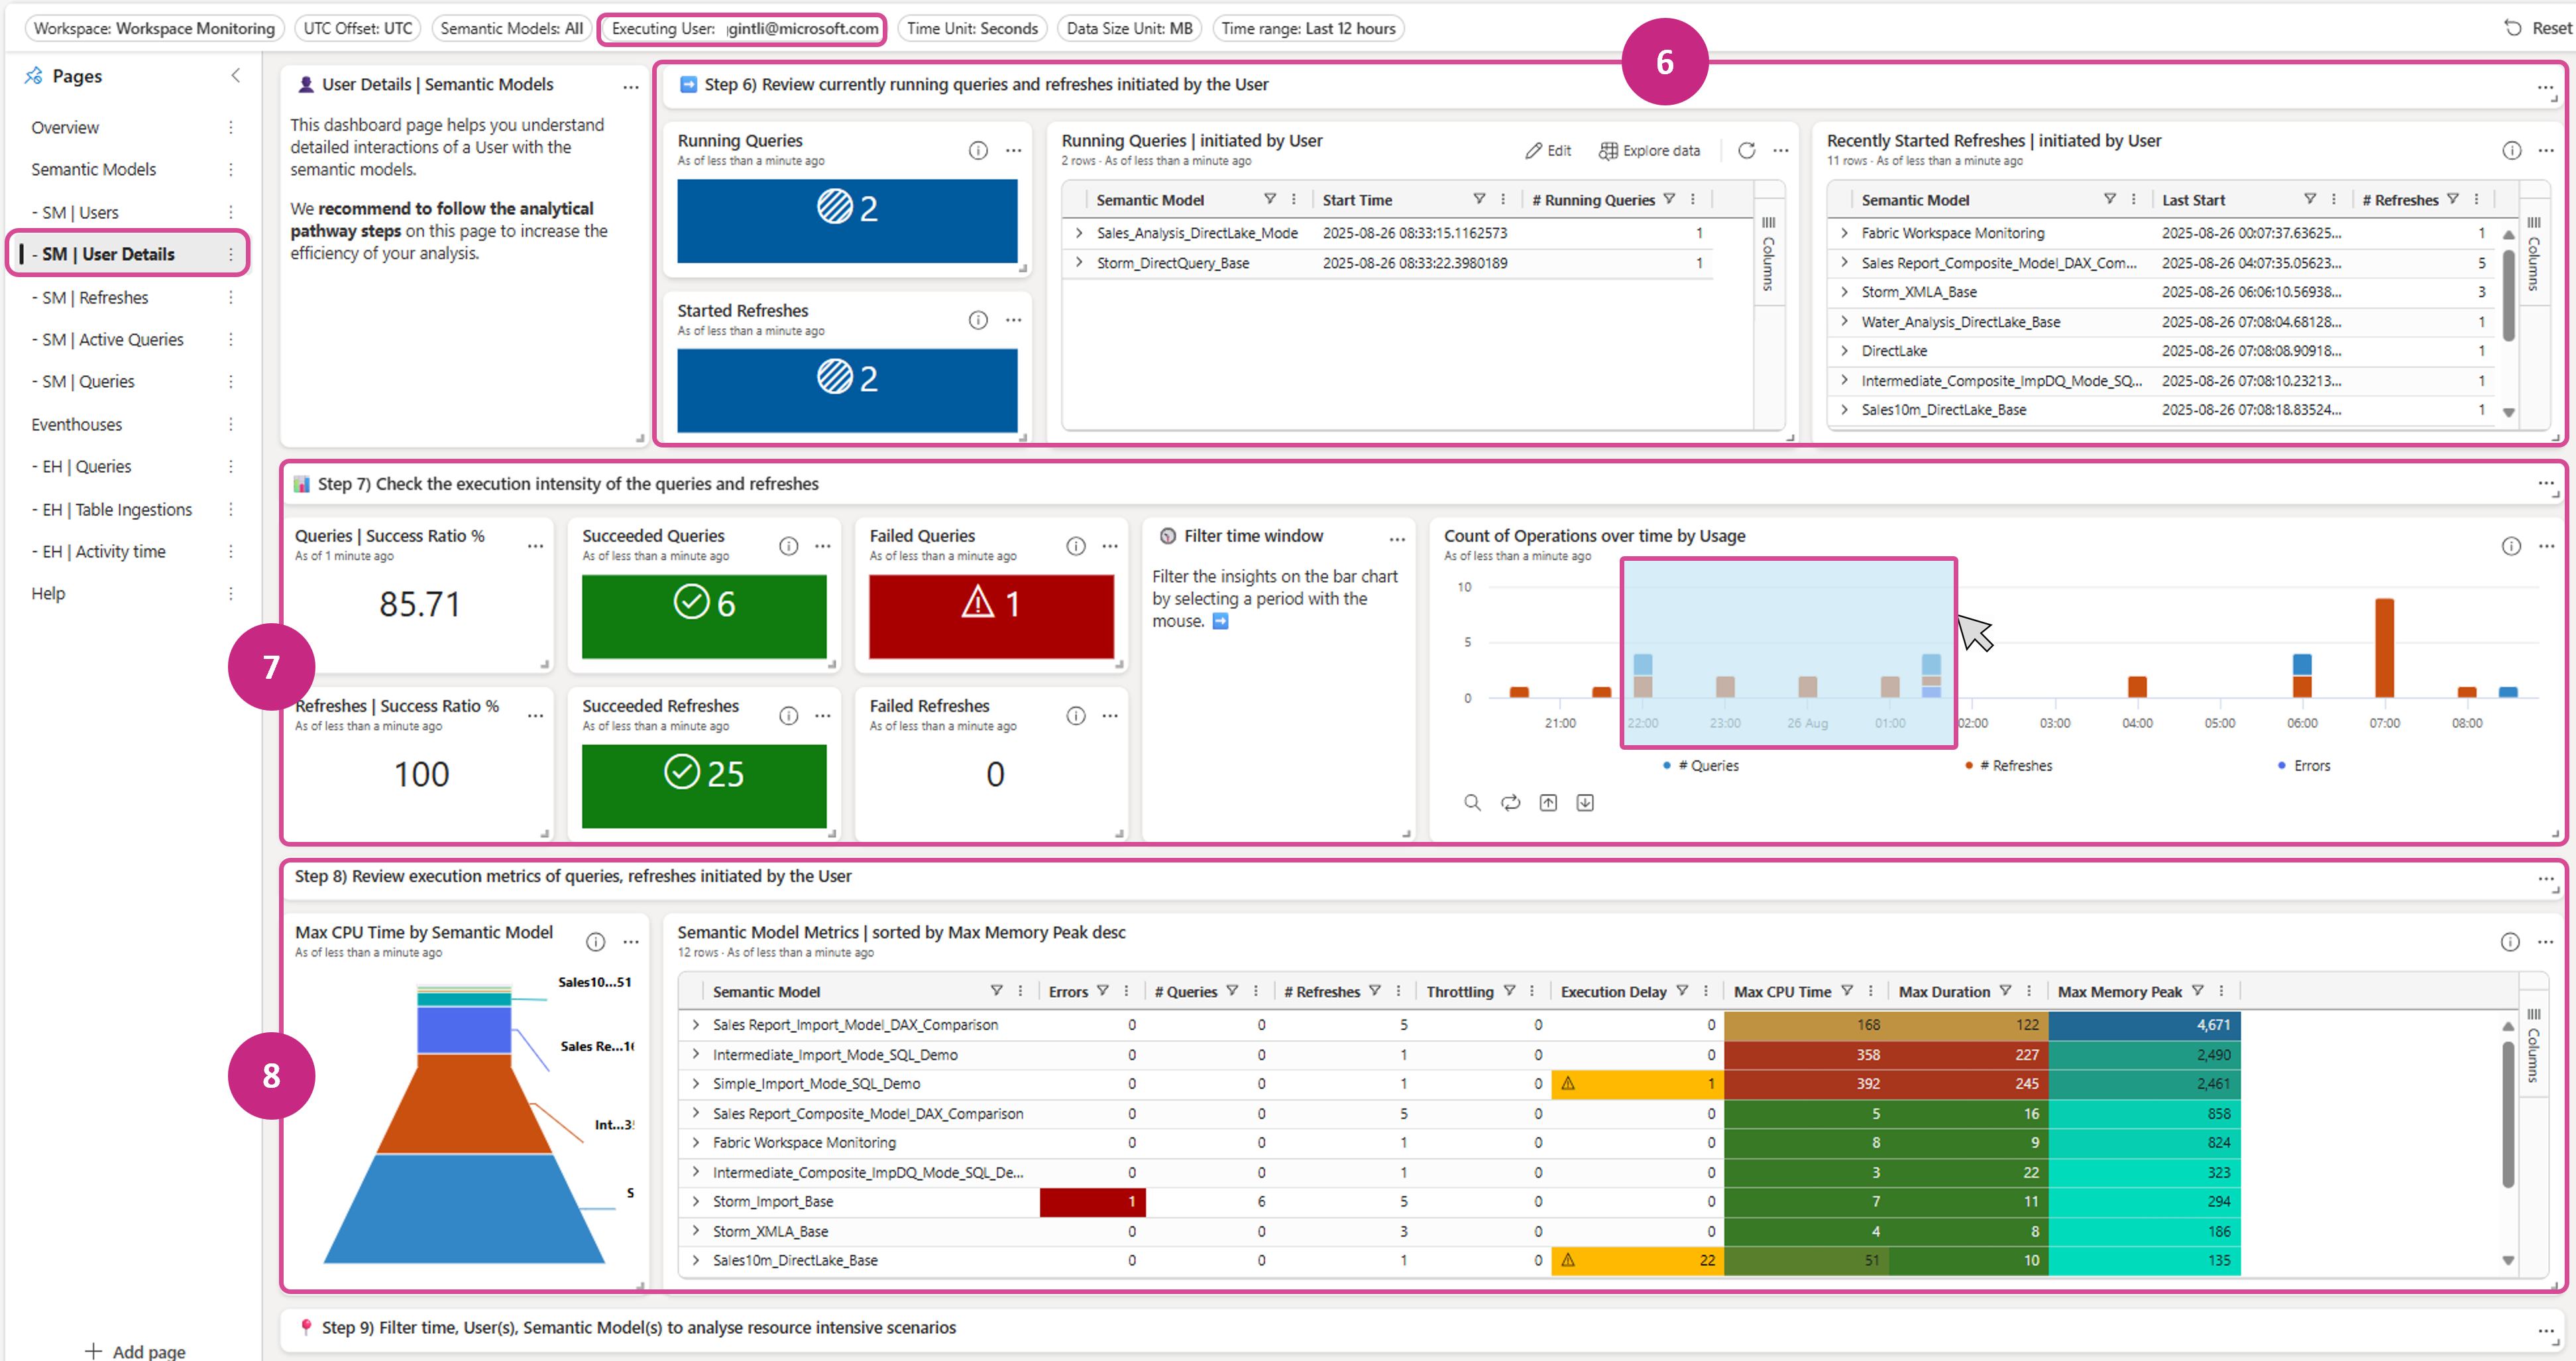 Workspace: Workspace Monitoring
UTC Offset: UTC
Semantic Models: All
Executing User: gintli@microsoft.com
Time Unit: Seconds
Data Size Unit: MB
Time range: Last 12 hours
Reset
Pages
Overview
Semantic Models
- SM | Users
- SM | User Details
- SM | Refreshes
- SM | Active Queries
- SM | Queries
Eventhouses
- EH | Queries
- EH | Table Ingestions
- EH | Activity time
Help
Add page
User Details | Semantic Models
This dashboard page helps you understand
detailed interactions of a User with the
semantic models.
We recommend to follow the analytical
pathway steps on this page to increase the
efficiency of your analysis.
6
Step 6) Review currently running queries and refreshes initiated by the User
Running Queries
As of less than a minute ago
2
Started Refreshes
As of less than a minute ago
2
Running Queries | initiated by User
2 rows · As of less than a minute ago
Edit
Explore data
Semantic Model Start Time # Running Queries
Sales_Analysis_DirectLake_Mode 2025-08-26 08:33:15.1162573 1
Storm_DirectQuery_Base 2025-08-26 08:33:22.3980189 1
Columns
Recently Started Refreshes | initiated by User
11 rows · As of less than a minute ago
Semantic Model Last Start # Refreshes
Fabric Workspace Monitoring 2025-08-26 00:07:37.63625... 1
Sales Report_Composite_Model_DAX_Com... 2025-08-26 04:07:35.05623... 5
Storm_XMLA_Base 2025-08-26 06:06:10.56938... 3
Water_Analysis_DirectLake_Base 2025-08-26 07:08:04.68128... 1
DirectLake 2025-08-26 07:08:08.90918... 1
Intermediate_Composite_ImpDQ_Mode_SQ... 2025-08-26 07:08:10.23213... 1
Sales10m_DirectLake_Base 2025-08-26 07:08:18.83524... 1
Columns
7
Step 7) Check the execution intensity of the queries and refreshes
Queries | Success Ratio %
As of 1 minute ago
85.71
Succeeded Queries
As of less than a minute ago
6
Failed Queries
As of less than a minute ago
1
Refreshes | Success Ratio %
As of less than a minute ago
100
Succeeded Refreshes
As of less than a minute ago
25
Failed Refreshes
As of less than a minute ago
0
Filter time window
Filter the insights on the bar chart
by selecting a period with the
mouse.
Count of Operations over time by Usage
As of less than a minute ago
10
5
0
21:00 22:00 23:00 26 Aug 01:00 02:00 03:00 04:00 05:00 06:00 07:00 08:00
# Queries # Refreshes Errors
8
Step 8) Review execution metrics of queries, refreshes initiated by the User
Max CPU Time by Semantic Model
As of less than a minute ago
Sales10...51
Sales Re...16
Int...3
S
Semantic Model Metrics | sorted by Max Memory Peak desc
12 rows · As of less than a minute ago
Semantic Model Errors # Queries # Refreshes Throttling Execution Delay Max CPU Time Max Duration Max Memory Peak
Sales Report_Import_Model_DAX_Comparison 0 0 5 0 0 168 122 4,671
Intermediate_Import_Mode_SQL_Demo 0 0 1 0 0 358 227 2,490
Simple_Import_Mode_SQL_Demo 0 0 1 0 1 392 245 2,461
Sales Report_Composite_Model_DAX_Comparison 0 0 5 0 0 5 16 858
Fabric Workspace Monitoring 0 0 1 0 0 8 9 824
Intermediate_Composite_ImpDQ_Mode_SQL_De... 0 0 1 0 0 3 22 323
Storm_Import_Base 1 6 5 0 0 7 11 294
Storm_XMLA_Base 0 0 3 0 0 4 8 186
Sales10m_DirectLake_Base 0 0 1 0 22 51 10 135
Columns
Step 9) Filter time, User(s), Semantic Model(s) to analyse resource intensive scenarios